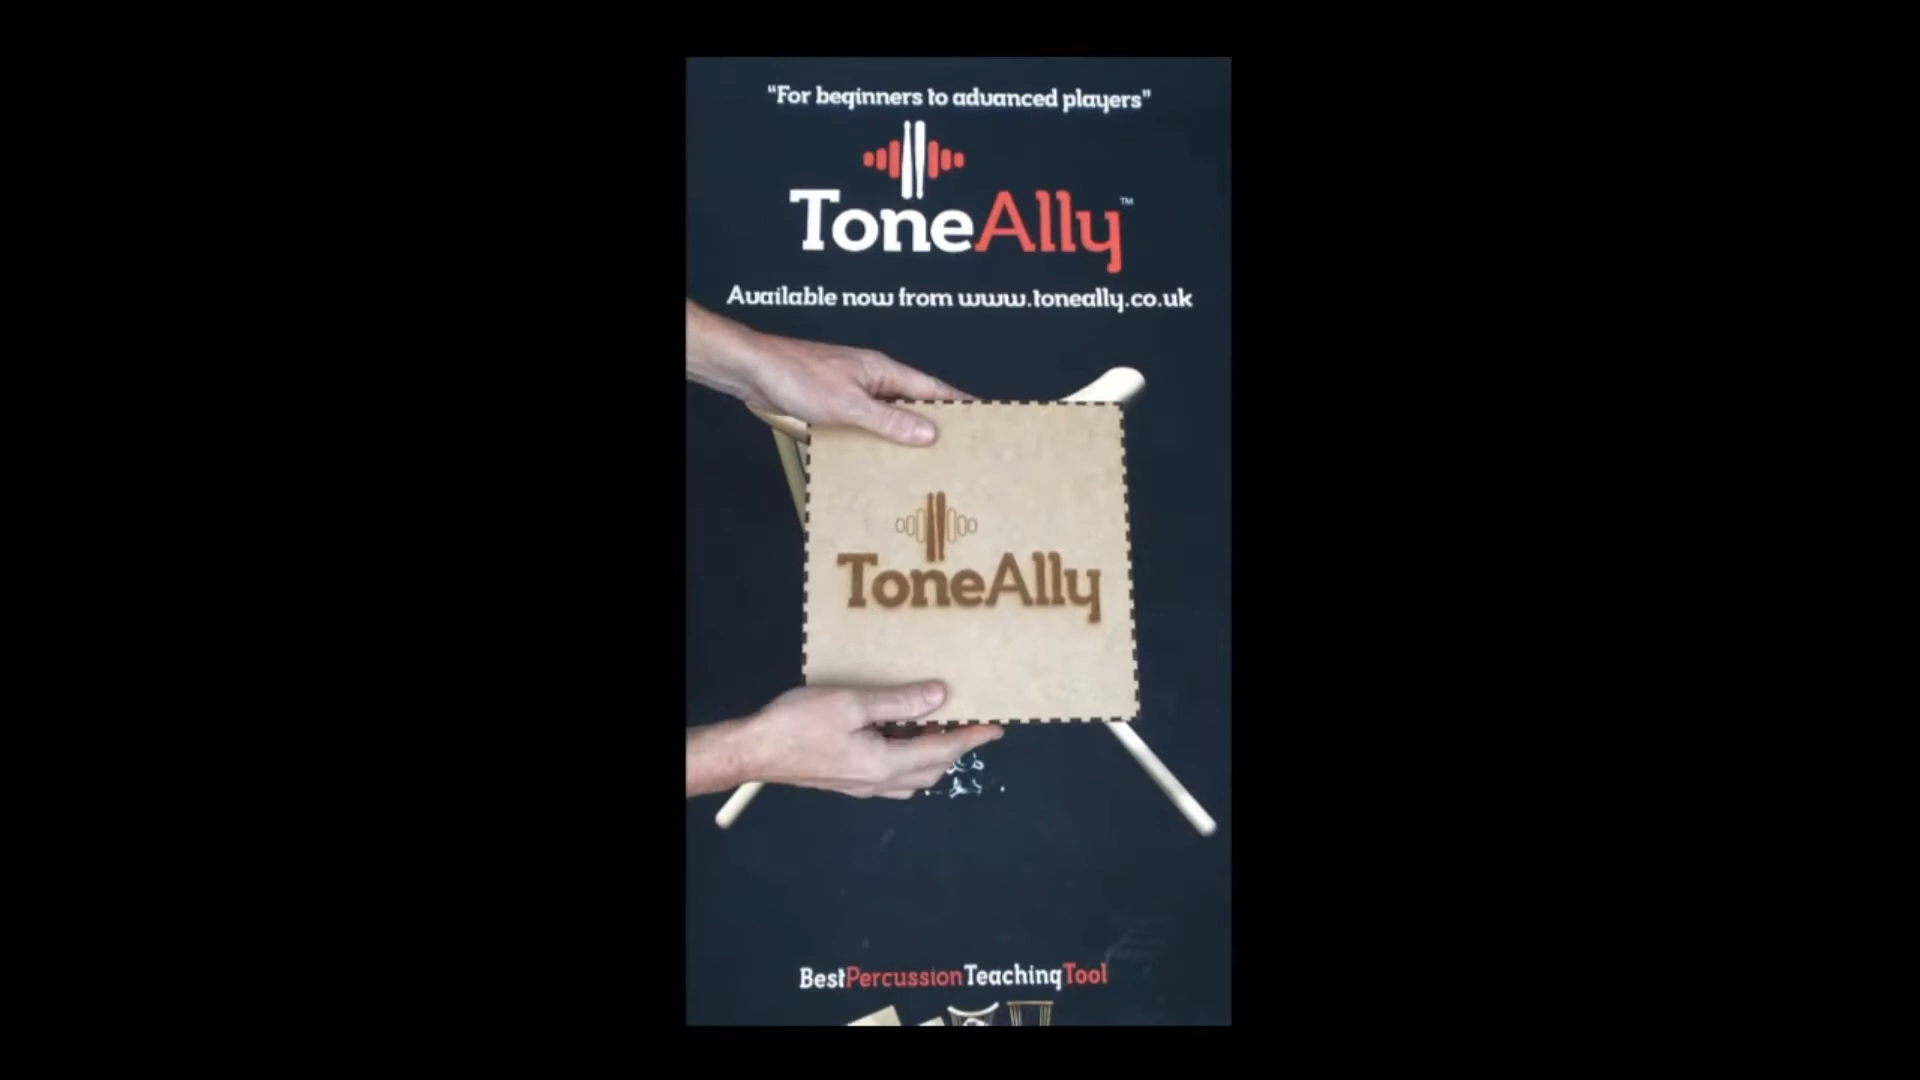 “For beginners to advanced players”
ToneAlly™
Available now from www.toneally.co.uk
ToneAlly
BestPercussionTeachingTool